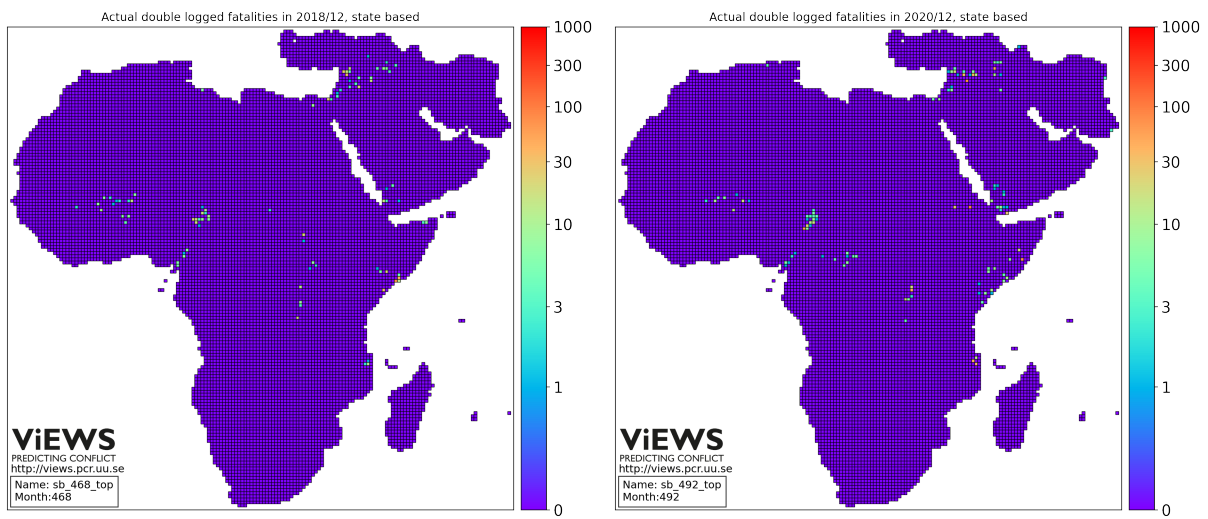 Actual double logged fatalities in 2018/12, state based
1000
300
100
30
10
3
1
0
ViEWS
PREDICTING CONFLICT
http://views.pcr.uu.se
Name: sb_468_top
Month:468
Actual double logged fatalities in 2020/12, state based
1000
300
100
30
10
3
1
0
ViEWS
PREDICTING CONFLICT
http://views.pcr.uu.se
Name: sb_492_top
Month:492